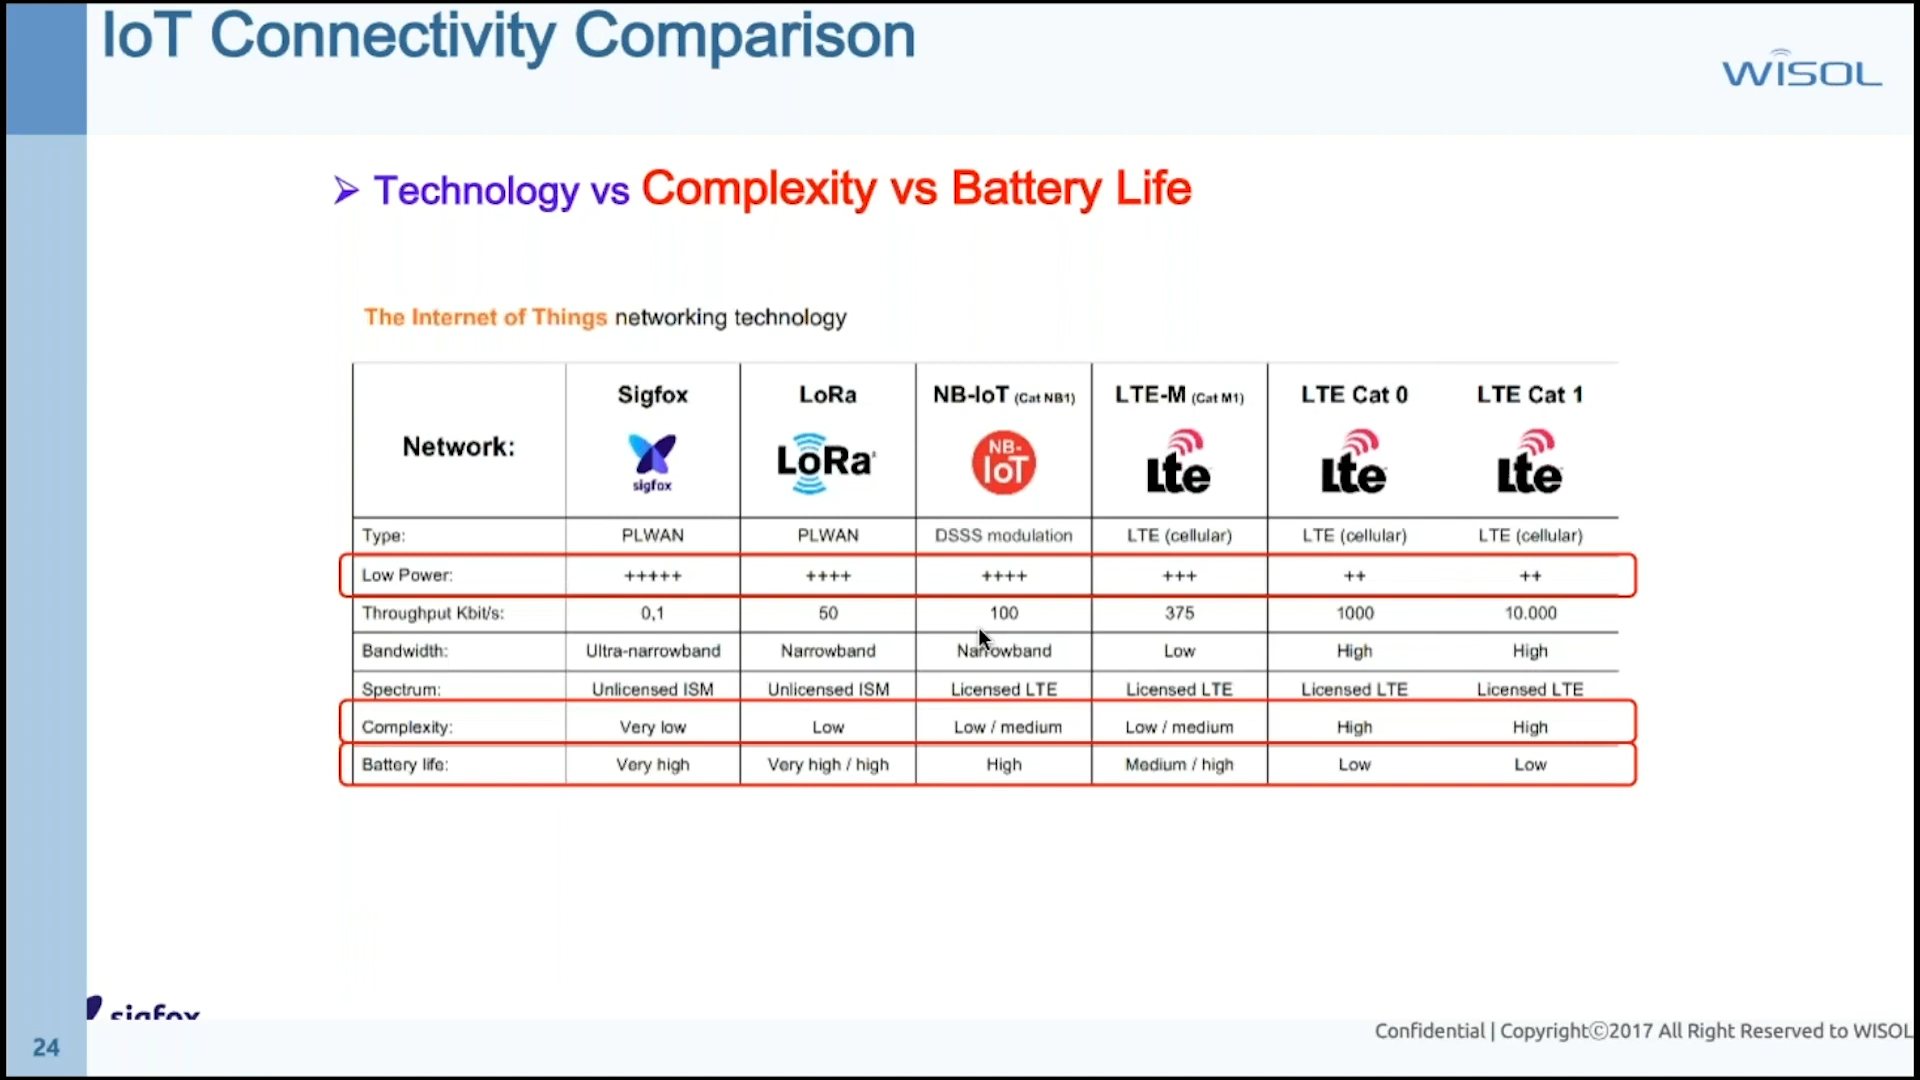 IoT Connectivity Comparison
WISOL
➢ Technology vs Complexity vs Battery Life
The Internet of Things networking technology
Network: Sigfox LoRa NB-IoT (Cat NB1) LTE-M (Cat M1) LTE Cat 0 LTE Cat 1
sigfox LoRa NB-IoT Lte Lte Lte
Type: PLWAN PLWAN DSSS modulation LTE (cellular) LTE (cellular) LTE (cellular)
Low Power: +++++ ++++ ++++ +++ ++ ++
Throughput Kbit/s: 0,1 50 100 375 1000 10.000
Bandwidth: Ultra-narrowband Narrowband Narrowband Low High High
Spectrum: Unlicensed ISM Unlicensed ISM Licensed LTE Licensed LTE Licensed LTE Licensed LTE
Complexity: Very low Low Low / medium Low / medium High High
Battery life: Very high Very high / high High Medium / high Low Low
sigfox
24
Confidential | Copyrightⓒ2017 All Right Reserved to WISOL